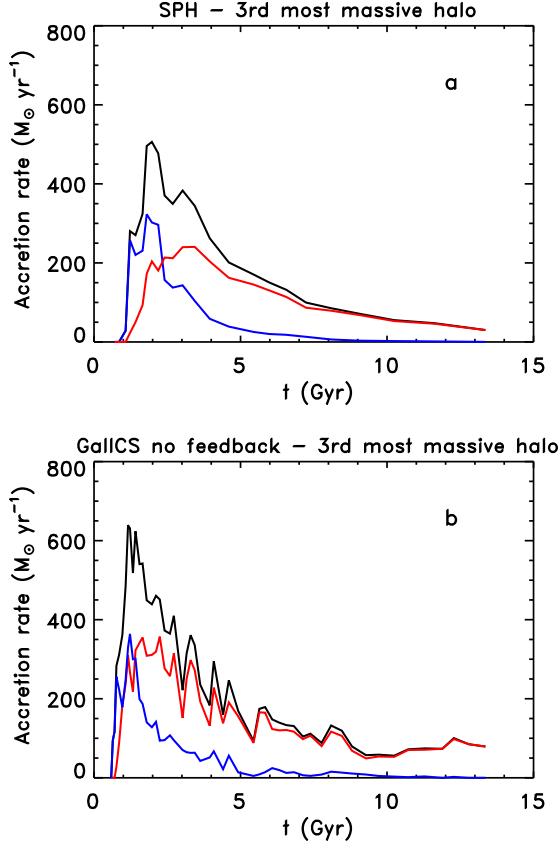 SPH – 3rd most massive halo
800
a
600
400
200
0
Accretion rate (M⊙ yr⁻¹)
0 5 10 15
t (Gyr)
GalICS no feedback – 3rd most massive halo
800
b
600
400
200
0
Accretion rate (M⊙ yr⁻¹)
0 5 10 15
t (Gyr)